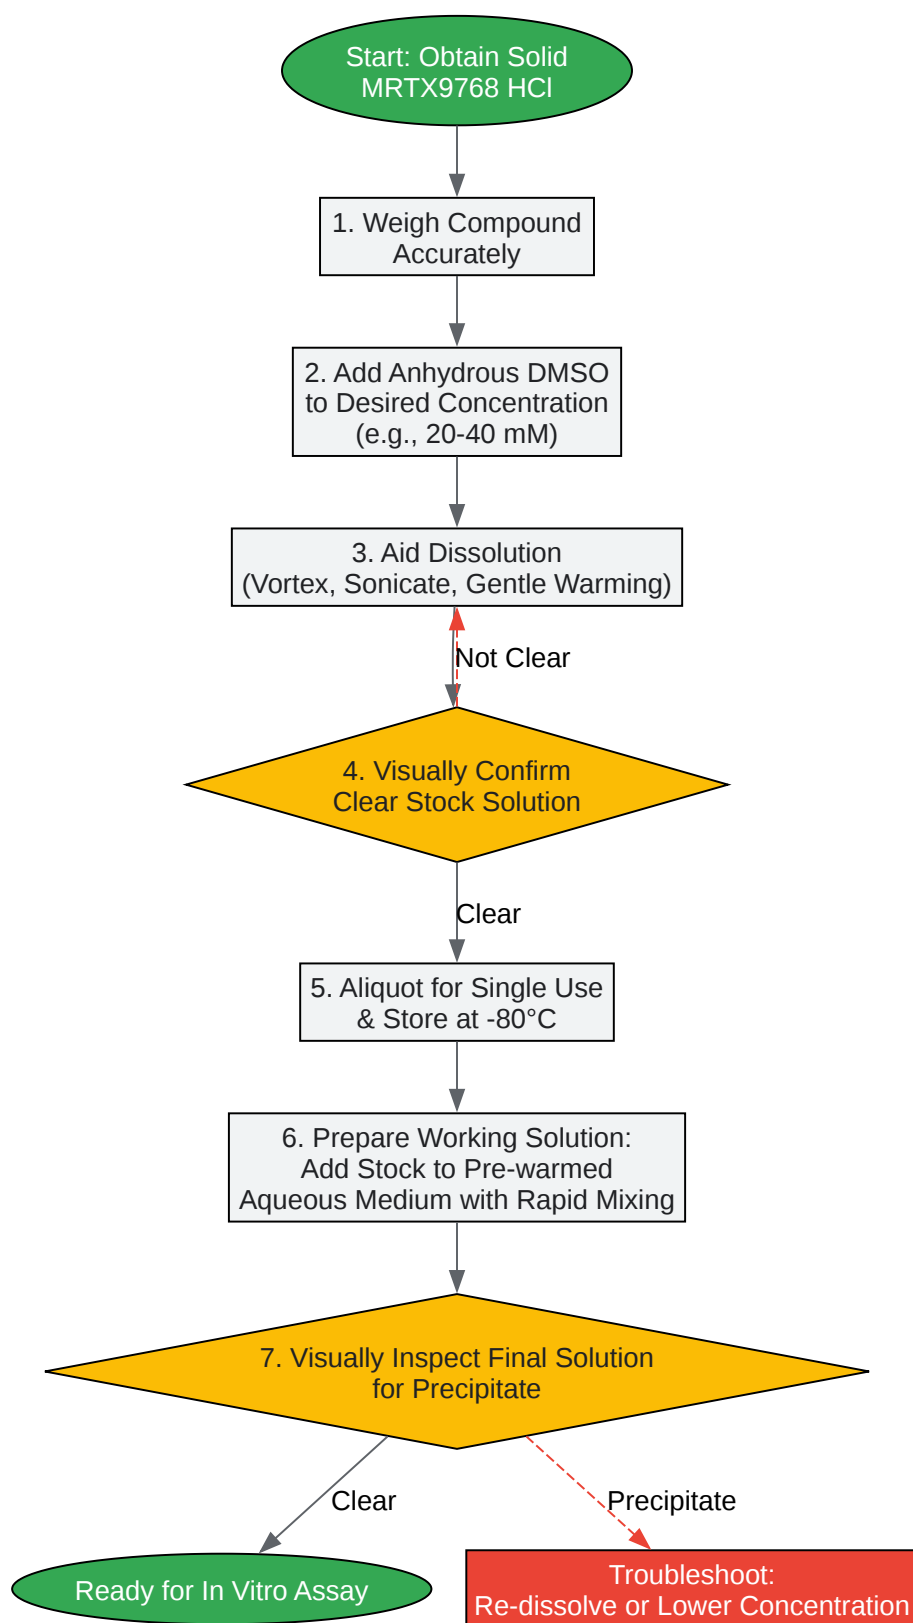 Start: Obtain Solid
MRTX9768 HCl
1. Weigh Compound
Accurately
2. Add Anhydrous DMSO
to Desired Concentration
(e.g., 20-40 mM)
3. Aid Dissolution
(Vortex, Sonicate, Gentle Warming)
Not Clear
4. Visually Confirm
Clear Stock Solution
Clear
5. Aliquot for Single Use
& Store at -80°C
6. Prepare Working Solution:
Add Stock to Pre-warmed
Aqueous Medium with Rapid Mixing
7. Visually Inspect Final Solution
for Precipitate
Clear
Precipitate
Ready for In Vitro Assay
Troubleshoot:
Re-dissolve or Lower Concentration